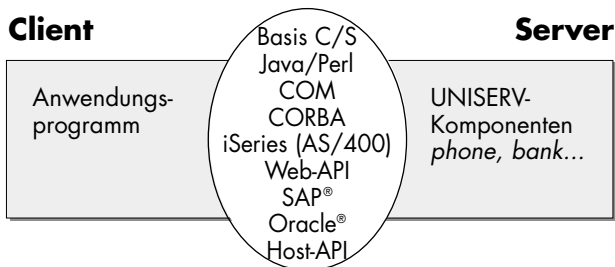 Client
Server
Anwendungs-
programm
Basis C/S
Java/Perl
COM
CORBA
iSeries (AS/400)
Web-API
SAP®
Oracle®
Host-API
UNISERV-
Komponenten
phone, bank...